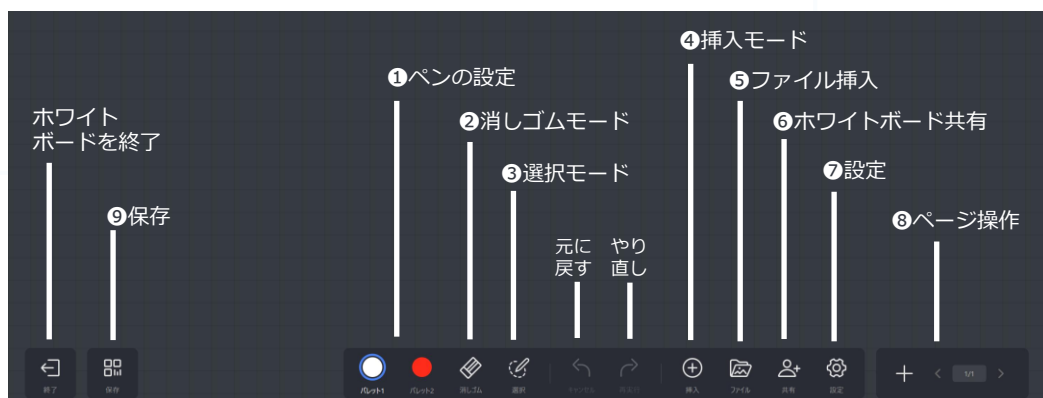 ❹挿入モード
❶ペンの設定
❺ファイル挿入
ホワイト
ボードを終了
❷消しゴムモード
❻ホワイトボード共有
❸選択モード
❼設定
❾保存
❽ページ操作
元に
戻す
やり
直し
終了
保存
パレット1
パレット2
消しゴム
選択
挿入
ファイル
共有
設定
1/1